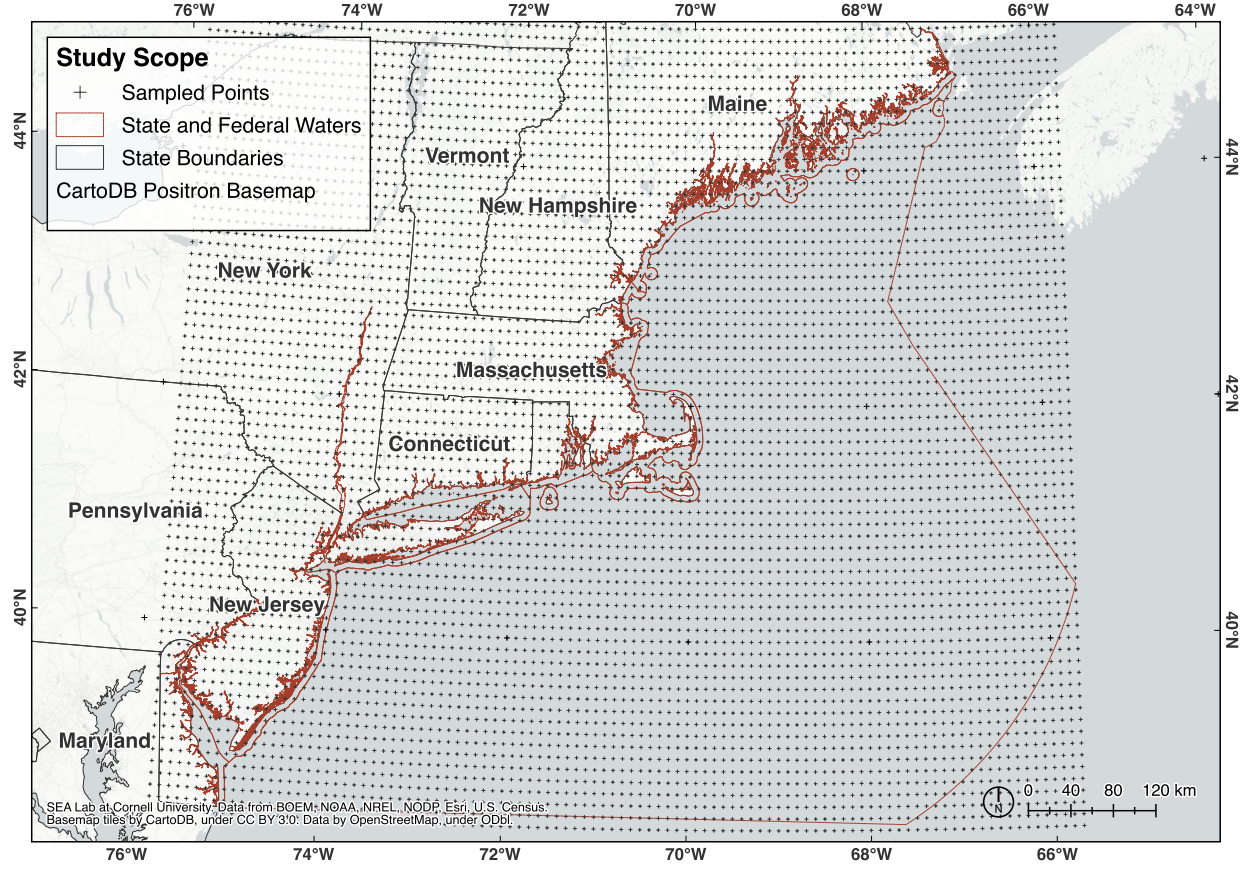 76°W 74°W 72°W 70°W 68°W 66°W 64°W
Study Scope
Sampled Points
State and Federal Waters
State Boundaries
CartoDB Positron Basemap
Maine
44°N
44°N
Vermont
New Hampshire
New York
Massachusetts
42°N
42°N
Connecticut
Pennsylvania
New Jersey
40°N
40°N
Maryland
N
0 40 80 120 km
SEA Lab at Cornell University. Data from BOEM, NOAA, NREL, NODP, Esri, U.S. Census.
Basemap tiles by CartoDB, under CC BY 3.0. Data by OpenStreetMap, under ODbL.
76°W 74°W 72°W 70°W 68°W 66°W